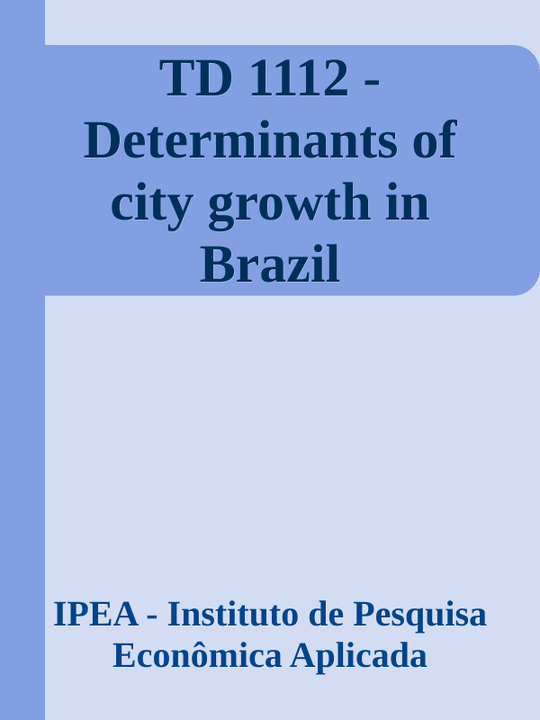 TD 1112 -
Determinants of
city growth in
Brazil
IPEA - Instituto de Pesquisa
Econômica Aplicada